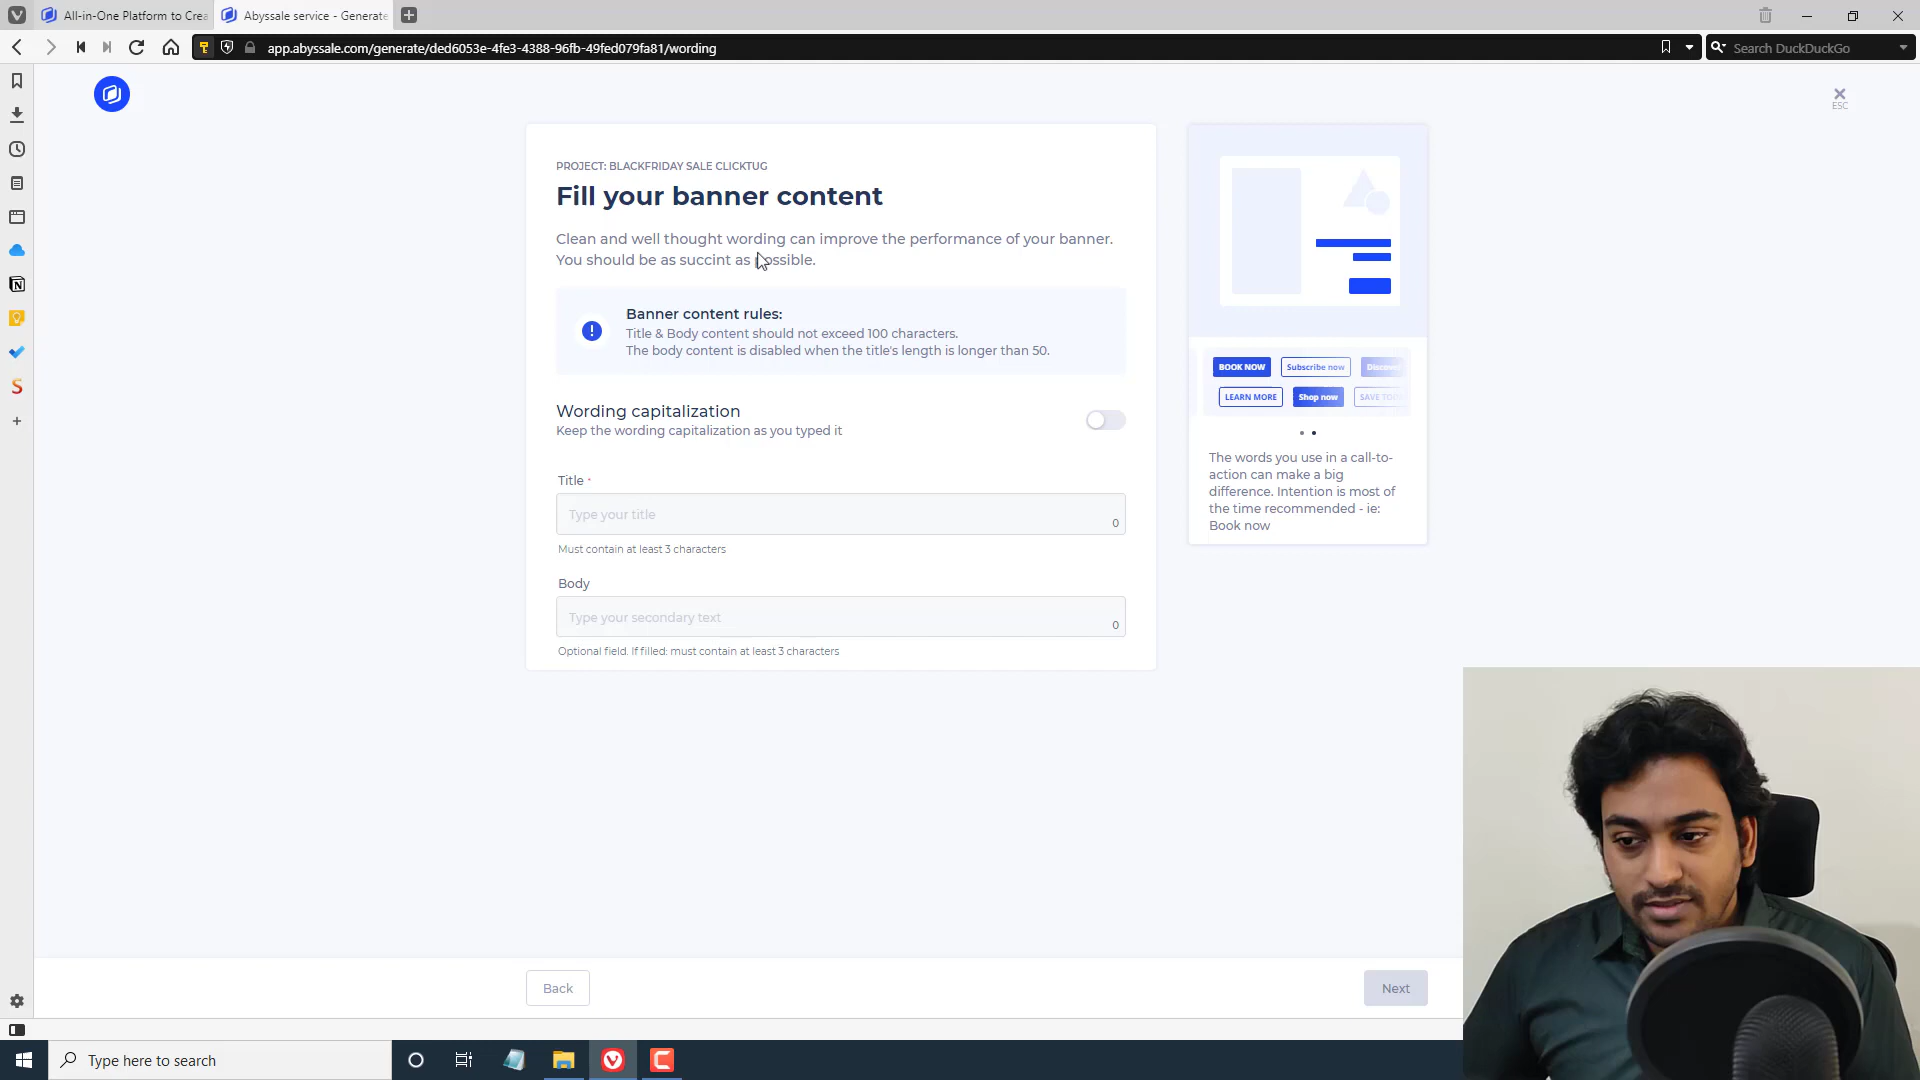 All-in-One Platform to Crea
Abyssale service - Generate
app.abyssale.com/generate/ded6053e-4fe3-4388-96fb-49fed079fa81/wording
Search DuckDuckGo
ESC
PROJECT: BLACKFRIDAY SALE CLICKTUG
Fill your banner content
Clean and well thought wording can improve the performance of your banner.
You should be as succint as possible.
Banner content rules:
Title & Body content should not exceed 100 characters.
The body content is disabled when the title's length is longer than 50.
Wording capitalization
Keep the wording capitalization as you typed it
Title *
Type your title
0
Must contain at least 3 characters
Body
Type your secondary text
0
Optional field. If filled: must contain at least 3 characters
BOOK NOW Subscribe now Discover
LEARN MORE Shop now SAVE TOD
The words you use in a call-to-
action can make a big
difference. Intention is most of
the time recommended - ie:
Book now
Back
Next
Type here to search